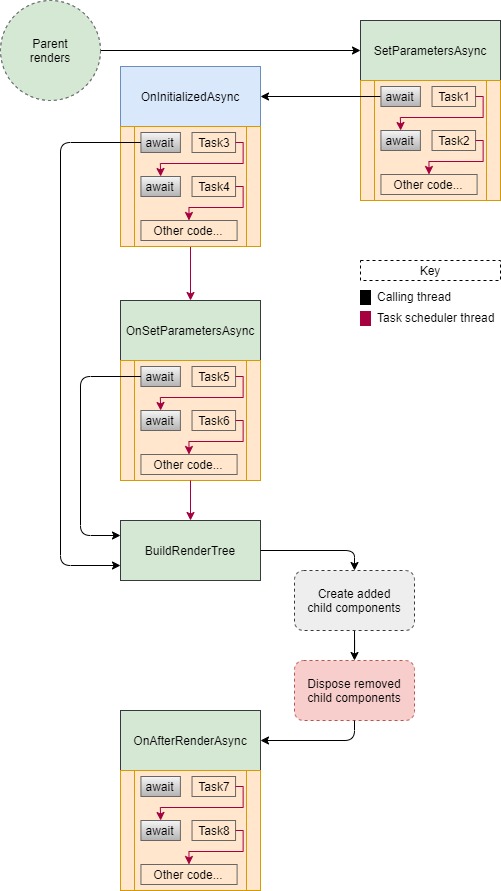 Parent
renders
SetParametersAsync
await Task1
await Task2
Other code...
OnInitializedAsync
await Task3
await Task4
Other code...
Key
Calling thread
Task scheduler thread
OnSetParametersAsync
await Task5
await Task6
Other code...
BuildRenderTree
Create added
child components
Dispose removed
child components
OnAfterRenderAsync
await Task7
await Task8
Other code...